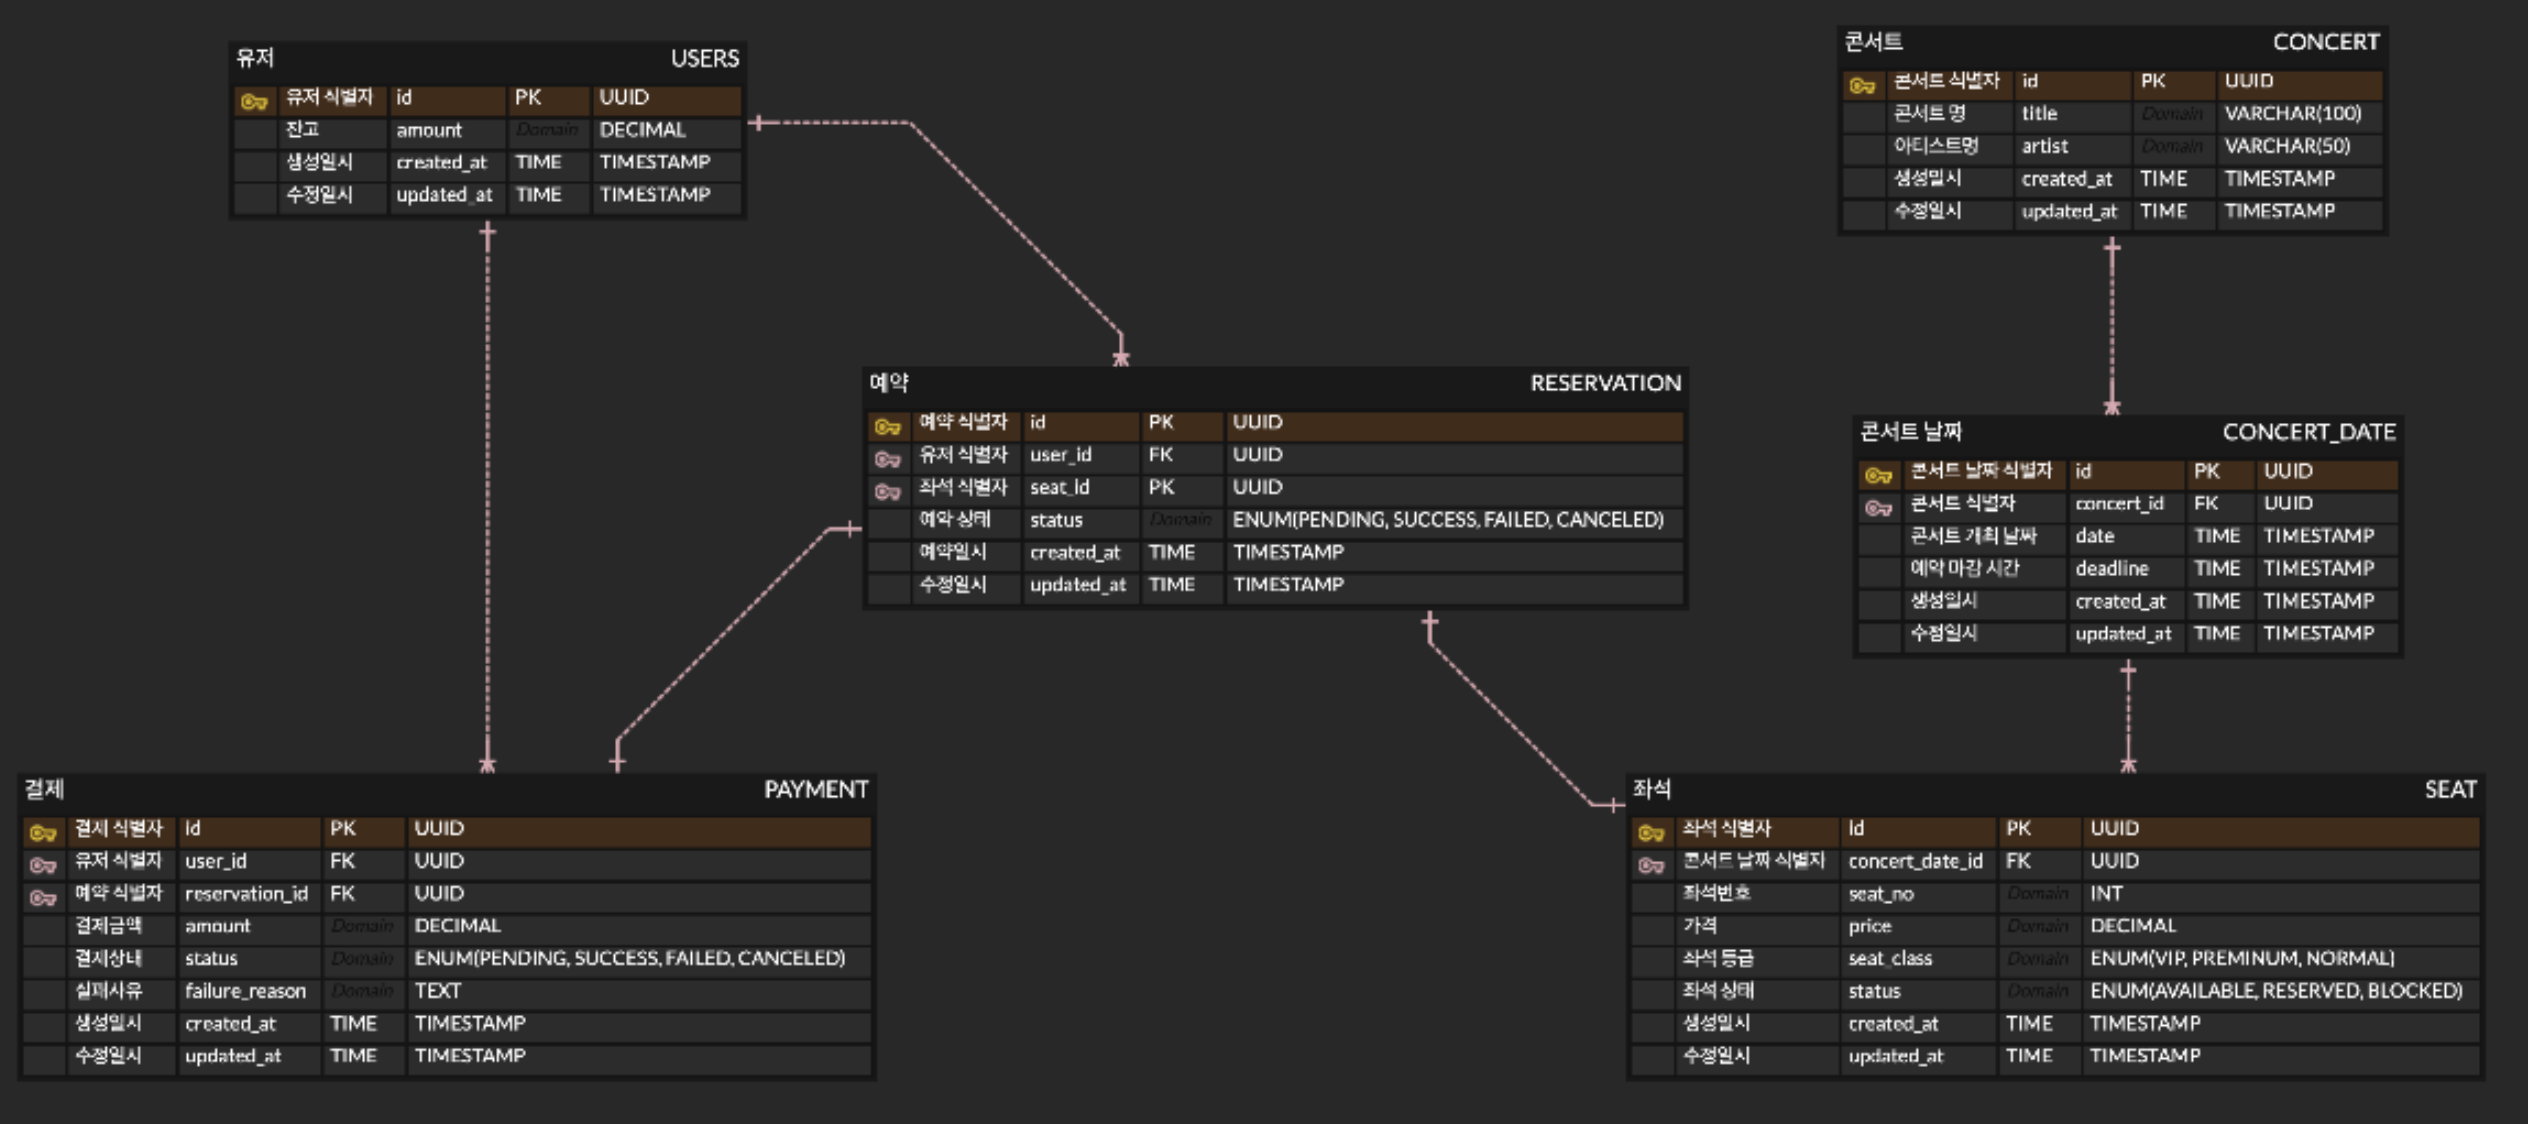 유저 USERS
유저 식별자 id PK UUID
잔고 amount Domain DECIMAL
생성일시 created_at TIME TIMESTAMP
수정일시 updated_at TIME TIMESTAMP
콘서트 CONCERT
콘서트 식별자 id PK UUID
콘서트 명 title Domain VARCHAR(100)
아티스트명 artist Domain VARCHAR(50)
생성일시 created_at TIME TIMESTAMP
수정일시 updated_at TIME TIMESTAMP
예약 RESERVATION
예약 식별자 id PK UUID
유저 식별자 user_id FK UUID
좌석 식별자 seat_id PK UUID
예약 상태 status Domain ENUM(PENDING, SUCCESS, FAILED, CANCELED)
예약일시 created_at TIME TIMESTAMP
수정일시 updated_at TIME TIMESTAMP
콘서트 날짜 CONCERT_DATE
콘서트 날짜 식별자 id PK UUID
콘서트 식별자 concert_id FK UUID
콘서트 개최 날짜 date TIME TIMESTAMP
예약 마감 시간 deadline TIME TIMESTAMP
생성일시 created_at TIME TIMESTAMP
수정일시 updated_at TIME TIMESTAMP
결제 PAYMENT
결제 식별자 id PK UUID
유저 식별자 user_id FK UUID
예약 식별자 reservation_id FK UUID
결제금액 amount Domain DECIMAL
결제상태 status Domain ENUM(PENDING, SUCCESS, FAILED, CANCELED)
실패사유 failure_reason Domain TEXT
생성일시 created_at TIME TIMESTAMP
수정일시 updated_at TIME TIMESTAMP
좌석 SEAT
좌석 식별자 id PK UUID
콘서트 날짜 식별자 concert_date_id FK UUID
좌석번호 seat_no Domain INT
가격 price Domain DECIMAL
좌석 등급 seat_class Domain ENUM(VIP, PREMINUM, NORMAL)
좌석 상태 status Domain ENUM(AVAILABLE, RESERVED, BLOCKED)
생성일시 created_at TIME TIMESTAMP
수정일시 updated_at TIME TIMESTAMP